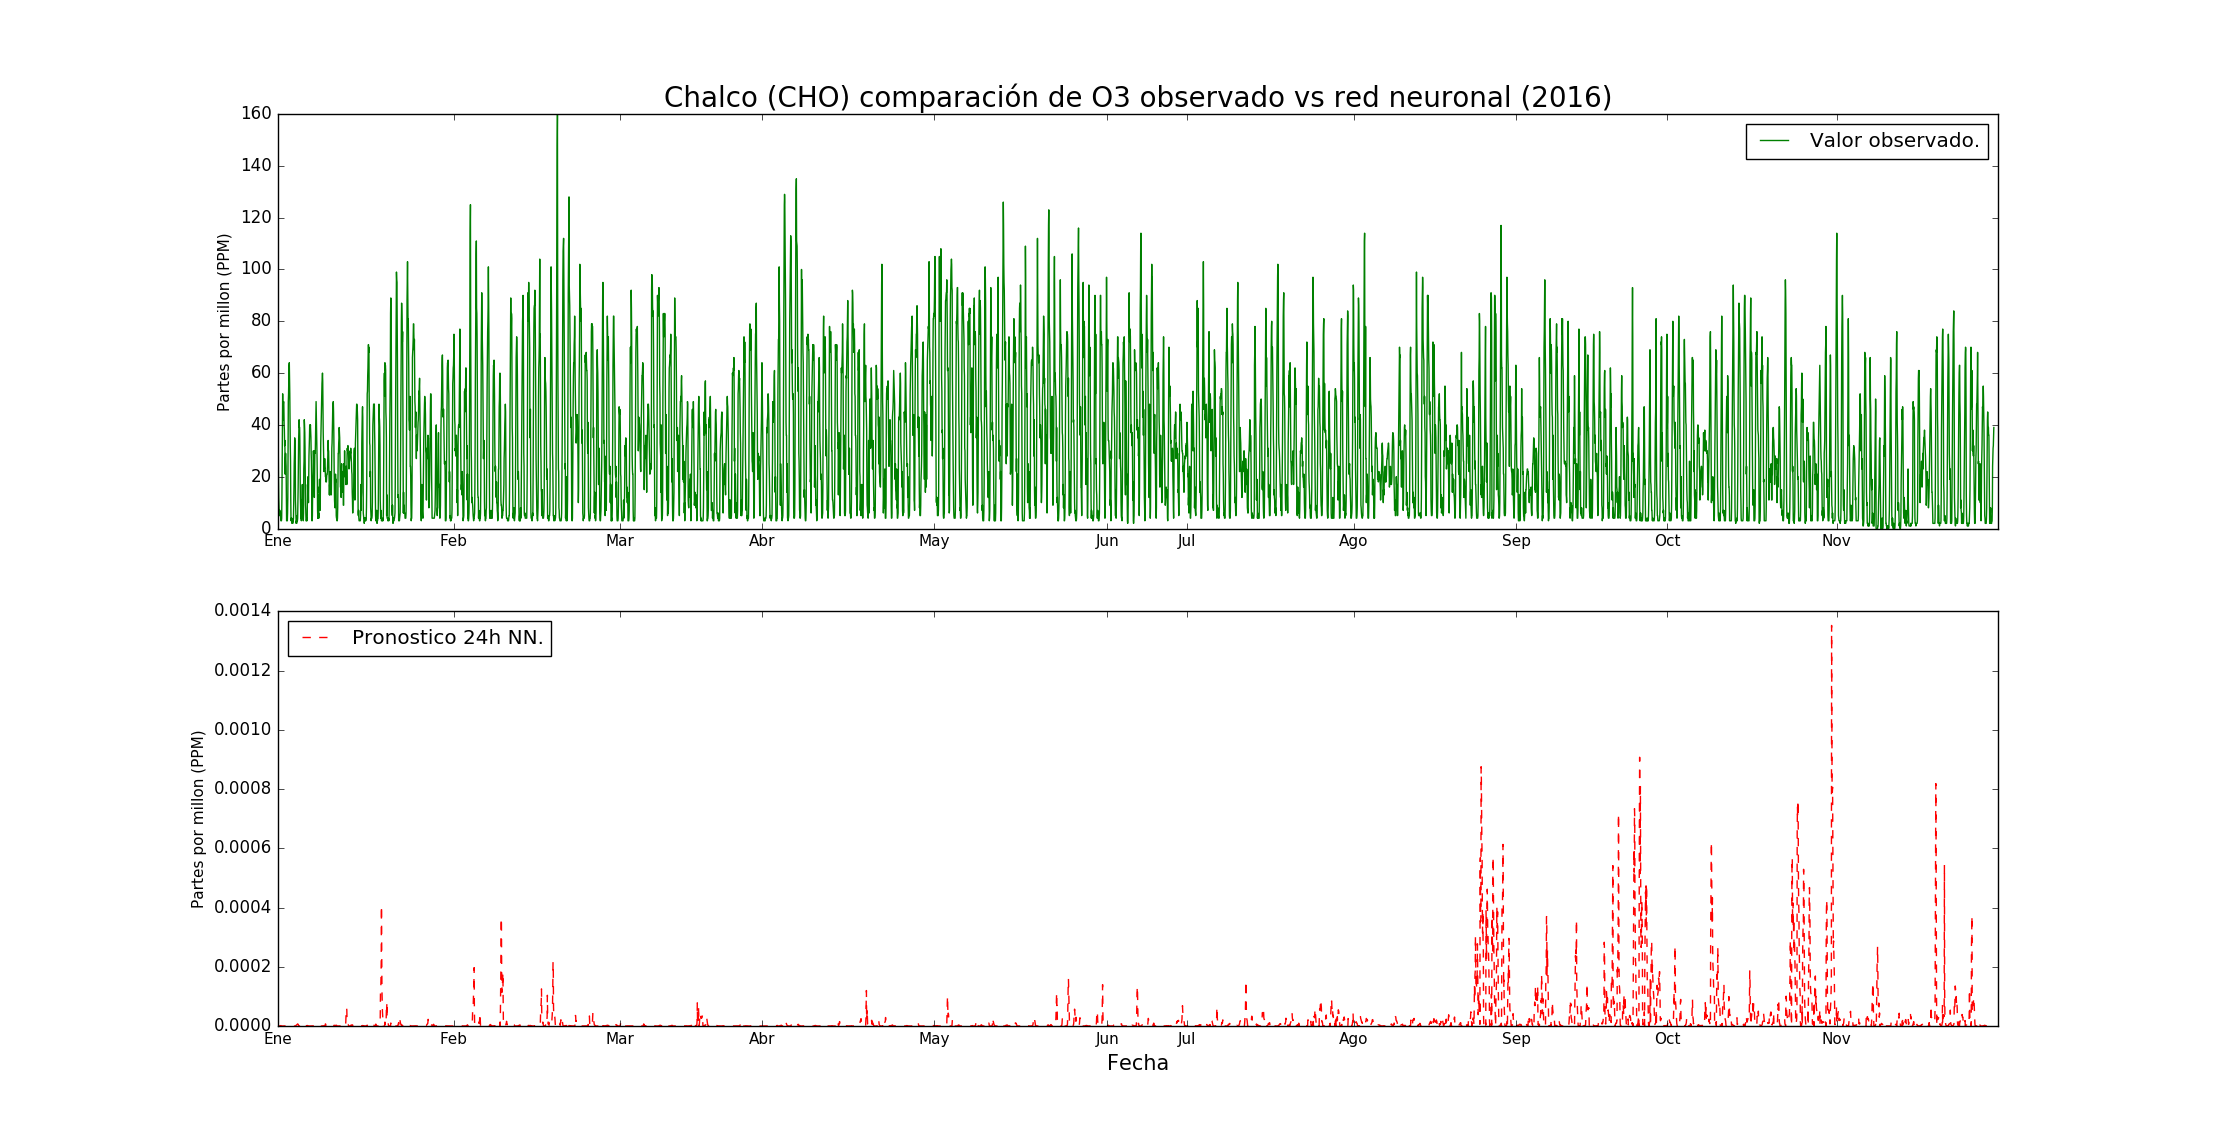 Chalco (CHO) comparación de O3 observado vs red neuronal (2016)
160
140
120
100
80
60
40
20
0
Partes por millon (PPM)
Valor observado.
Ene Feb Mar Abr May Jun Jul Ago Sep Oct Nov
0.0014
0.0012
0.0010
0.0008
0.0006
0.0004
0.0002
0.0000
Partes por millon (PPM)
Pronostico 24h NN.
Ene Feb Mar Abr May Jun Jul Ago Sep Oct Nov
Fecha